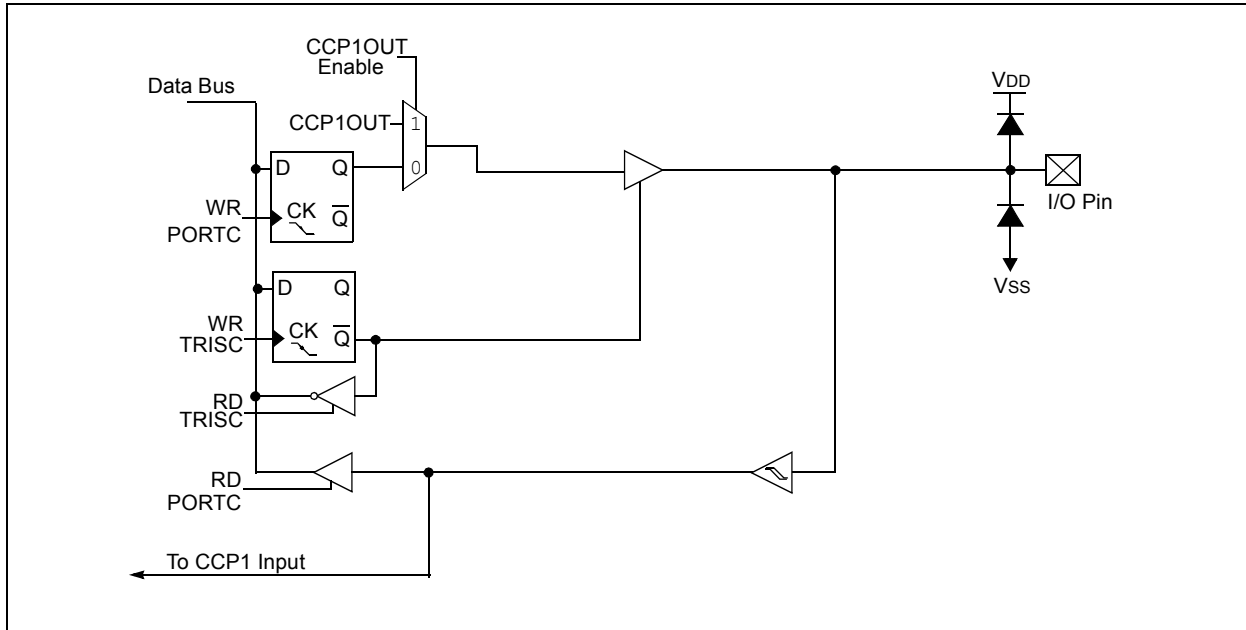 CCP1OUT
Enable
Data Bus
VDD
CCP1OUT
1
D Q
0
I/O Pin
WR
PORTC
CK Q̅
VSS
D Q
WR
TRISC
CK Q̅
RD
TRISC
RD
PORTC
To CCP1 Input